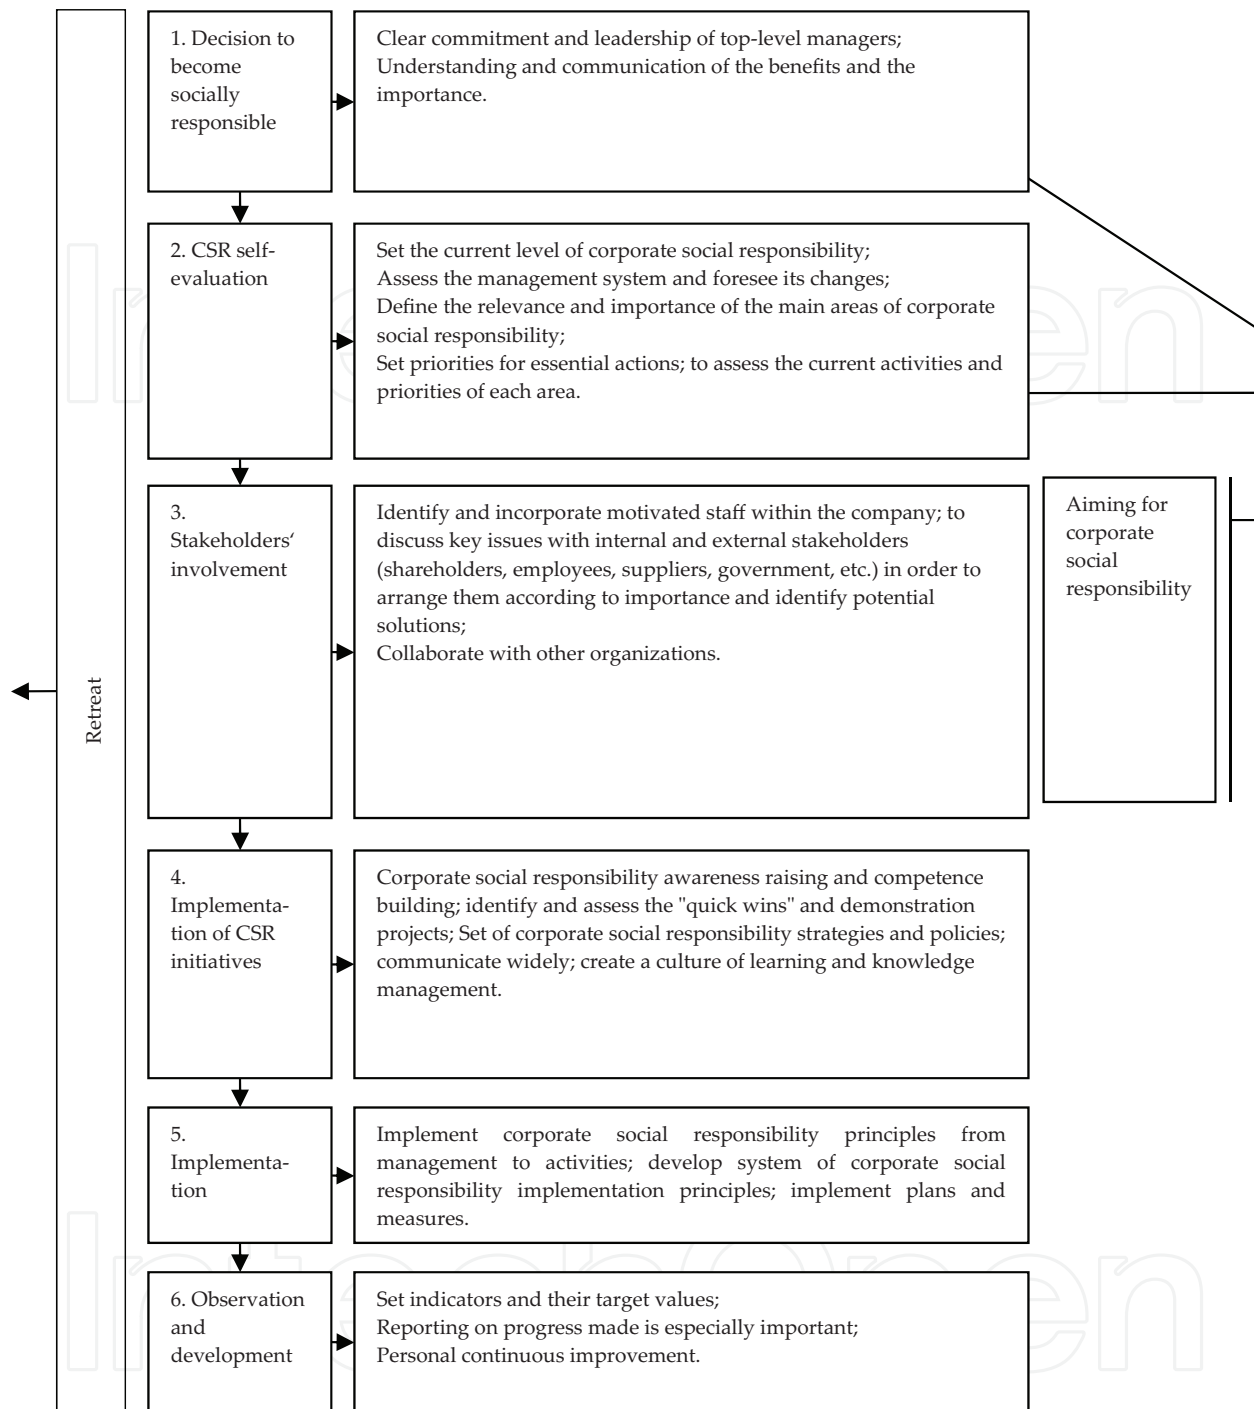 1. Decision to
become
socially
responsible
Clear commitment and leadership of top-level managers;
Understanding and communication of the benefits and the
importance.
2. CSR self-
evaluation
Set the current level of corporate social responsibility;
Assess the management system and foresee its changes;
Define the relevance and importance of the main areas of corporate
social responsibility;
Set priorities for essential actions; to assess the current activities and
priorities of each area.
3.
Stakeholders‘
involvement
Identify and incorporate motivated staff within the company; to
discuss key issues with internal and external stakeholders
(shareholders, employees, suppliers, government, etc.) in order to
arrange them according to importance and identify potential
solutions;
Collaborate with other organizations.
Aiming for
corporate
social
responsibility
Retreat
4.
Implementa-
tion of CSR
initiatives
Corporate social responsibility awareness raising and competence
building; identify and assess the "quick wins" and demonstration
projects; Set of corporate social responsibility strategies and policies;
communicate widely; create a culture of learning and knowledge
management.
5.
Implementa-
tion
Implement corporate social responsibility principles from
management to activities; develop system of corporate social
responsibility implementation principles; implement plans and
measures.
6. Observation
and
development
Set indicators and their target values;
Reporting on progress made is especially important;
Personal continuous improvement.
IntechOpen